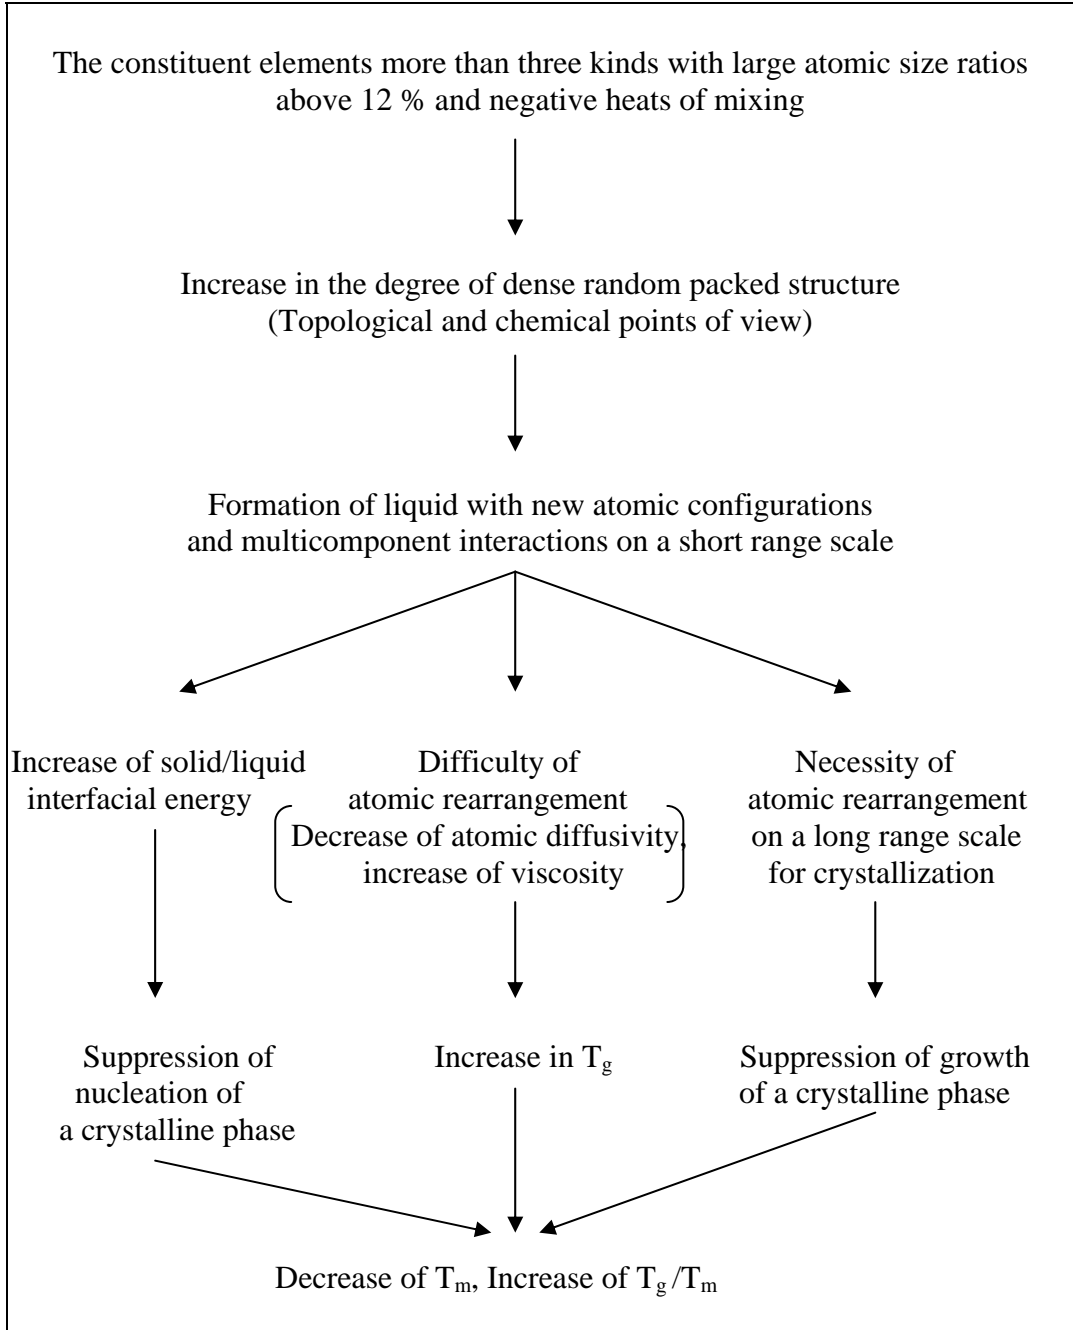 The constituent elements more than three kinds with large atomic size ratios
above 12 % and negative heats of mixing
Increase in the degree of dense random packed structure
(Topological and chemical points of view)
Formation of liquid with new atomic configurations
and multicomponent interactions on a short range scale
Increase of solid/liquid
interfacial energy
Difficulty of
atomic rearrangement
Decrease of atomic diffusivity,
increase of viscosity
Necessity of
atomic rearrangement
on a long range scale
for crystallization
Suppression of
nucleation of
a crystalline phase
Increase in Tg
Suppression of growth
of a crystalline phase
Decrease of Tm, Increase of Tg /Tm